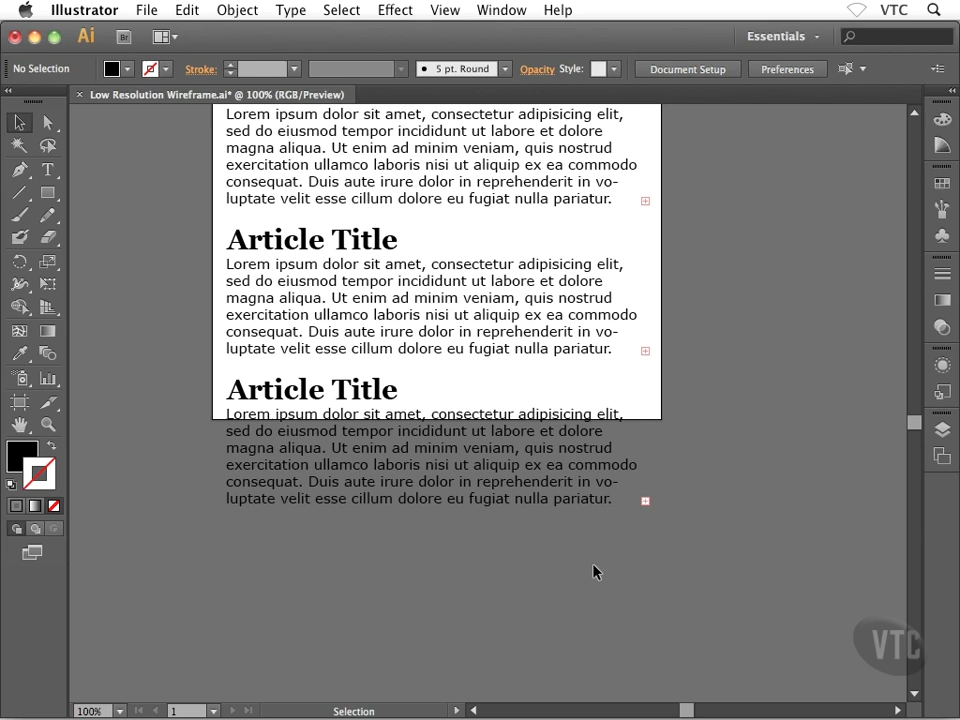 Illustrator File Edit Object Type Select Effect View Window Help VTC
Ai Br Essentials
No Selection Stroke: 5 pt. Round Opacity Style: Document Setup Preferences
Low Resolution Wireframe.ai* @ 100% (RGB/Preview)
Lorem ipsum dolor sit amet, consectetur adipisicing elit,
sed do eiusmod tempor incididunt ut labore et dolore
magna aliqua. Ut enim ad minim veniam, quis nostrud
exercitation ullamco laboris nisi ut aliquip ex ea commodo
consequat. Duis aute irure dolor in reprehenderit in vo-
luptate velit esse cillum dolore eu fugiat nulla pariatur.
Article Title
Lorem ipsum dolor sit amet, consectetur adipisicing elit,
sed do eiusmod tempor incididunt ut labore et dolore
magna aliqua. Ut enim ad minim veniam, quis nostrud
exercitation ullamco laboris nisi ut aliquip ex ea commodo
consequat. Duis aute irure dolor in reprehenderit in vo-
luptate velit esse cillum dolore eu fugiat nulla pariatur.
Article Title
Lorem ipsum dolor sit amet, consectetur adipisicing elit,
sed do eiusmod tempor incididunt ut labore et dolore
magna aliqua. Ut enim ad minim veniam, quis nostrud
exercitation ullamco laboris nisi ut aliquip ex ea commodo
consequat. Duis aute irure dolor in reprehenderit in vo-
luptate velit esse cillum dolore eu fugiat nulla pariatur.
VTC
100% 1 Selection